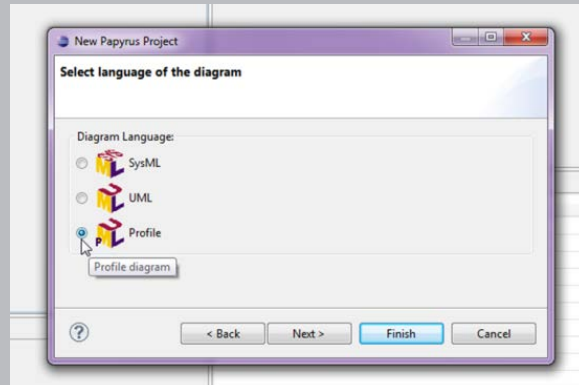 New Papyrus Project
Select language of the diagram
Diagram Language:
SysML
UML
Profile
Profile diagram
< Back
Next >
Finish
Cancel